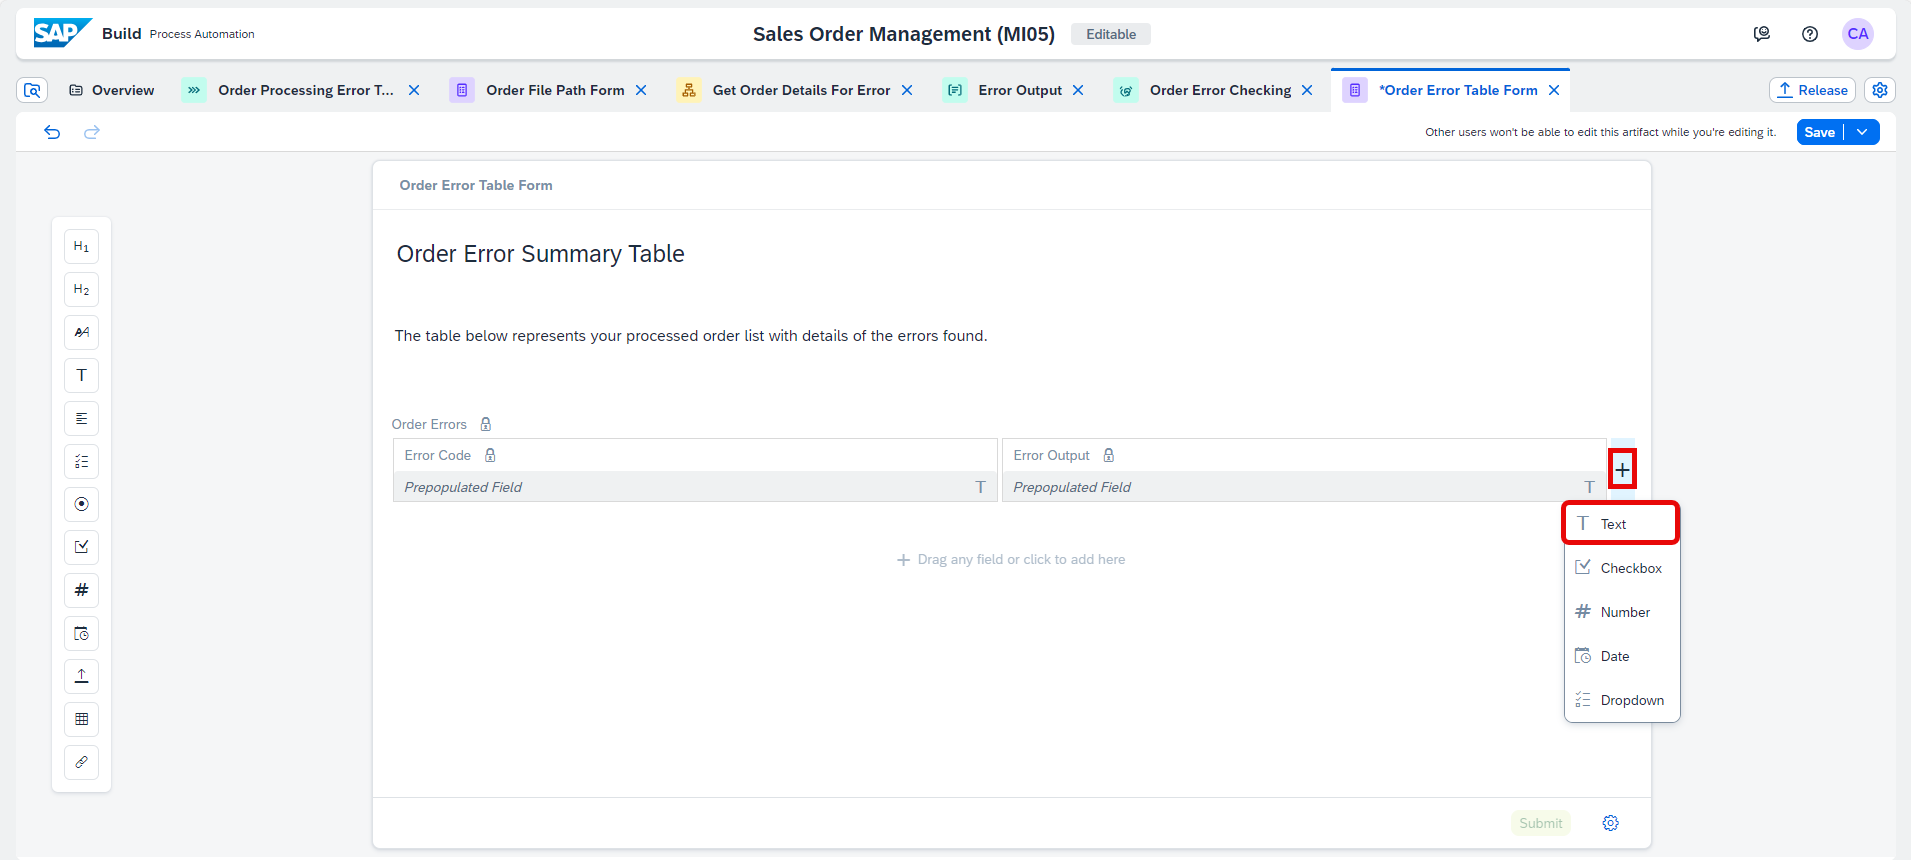 SAP Build Process Automation
Sales Order Management (MI05) Editable
CA
Overview Order Processing Error T... Order File Path Form Get Order Details For Error Error Output Order Error Checking *Order Error Table Form Release
Other users won't be able to edit this artifact while you're editing it. Save
Order Error Table Form
H1
H2
AA
T
#
Order Error Summary Table
The table below represents your processed order list with details of the errors found.
Order Errors
Error Code Error Output
Prepopulated Field T Prepopulated Field T
T Text
Drag any field or click to add here
Checkbox
# Number
Date
Dropdown
Submit